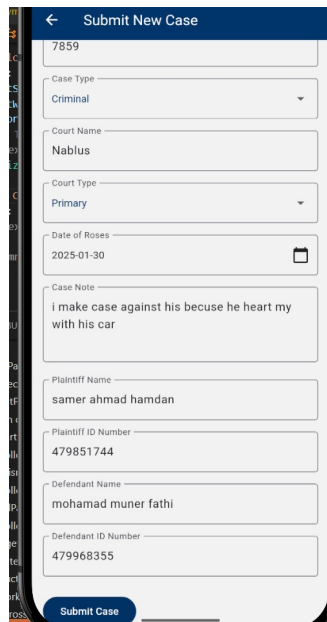 Submit New Case
7859
Case Type
Criminal
Court Name
Nablus
Court Type
Primary
Date of Roses
2025-01-30
Case Note
i make case against his becuse he heart my
with his car
Plaintiff Name
samer ahmad hamdan
Plaintiff ID Number
479851744
Defendant Name
mohamad muner fathi
Defendant ID Number
479968355
Submit Case